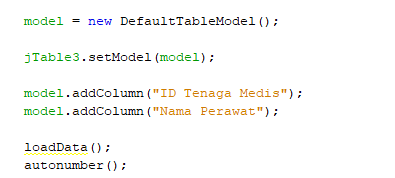 model = new DefaultTableModel();
jTable3.setModel(model);
model.addColumn("ID Tenaga Medis");
model.addColumn("Nama Perawat");
loadData();
autonumber();